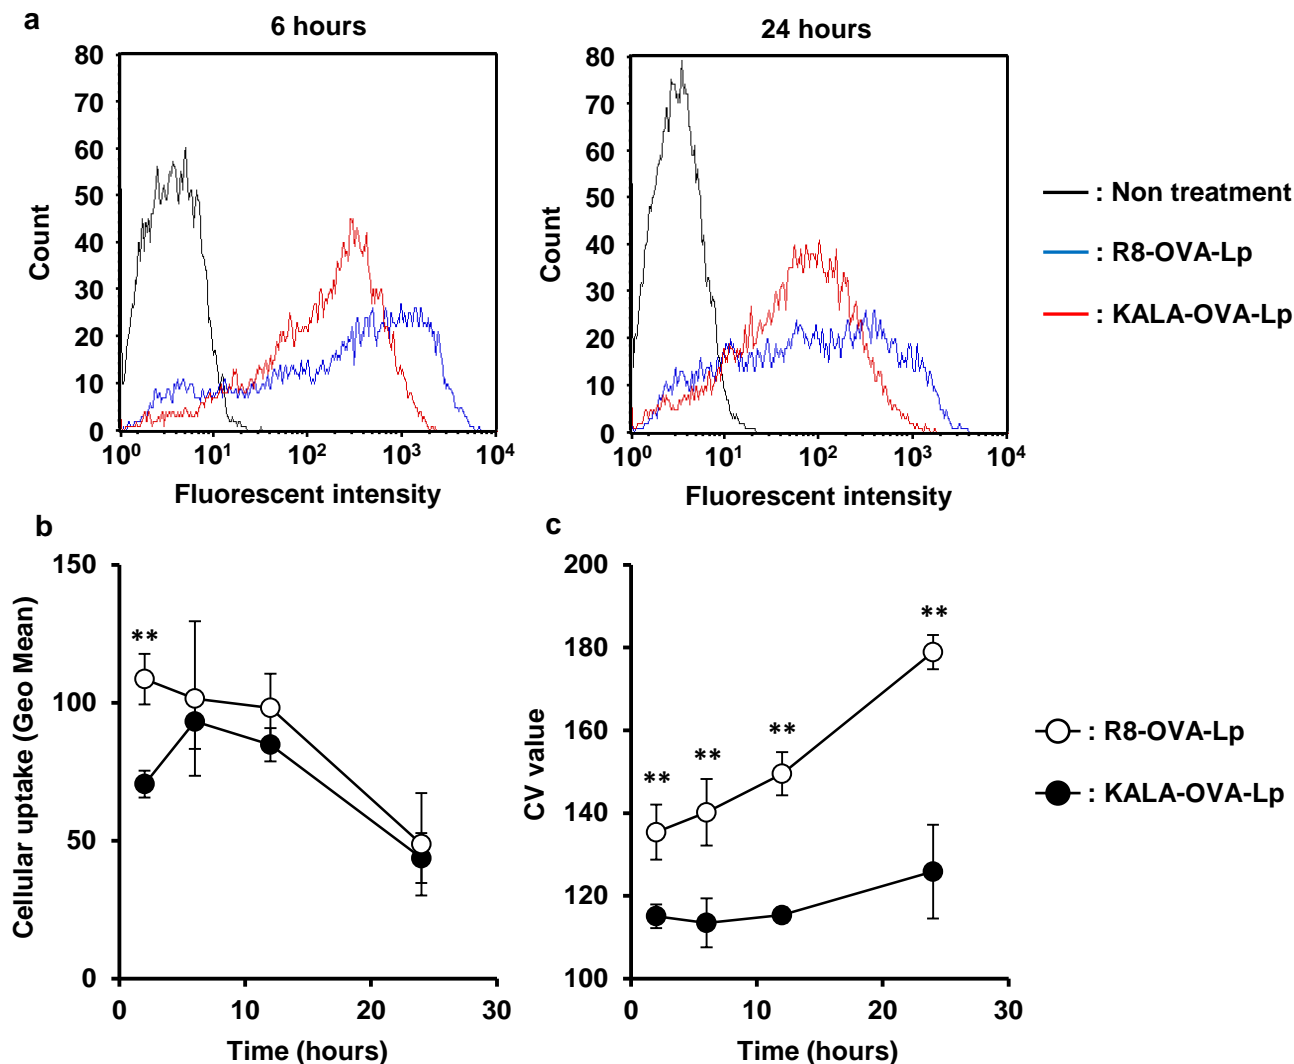 a
6 hours
24 hours
80
70
60
50
40
30
20
10
0
Count
10⁰
10¹
10²
10³
10⁴
Fluorescent intensity
80
70
60
50
40
30
20
10
0
Count
10⁰
10¹
10²
10³
10⁴
Fluorescent intensity
: Non treatment
: R8-OVA-Lp
: KALA-OVA-Lp
b
150
100
50
0
Cellular uptake (Geo Mean)
**
0
10
20
30
Time (hours)
c
200
180
160
140
120
100
CV value
**
**
**
**
0
10
20
30
Time (hours)
: R8-OVA-Lp
: KALA-OVA-Lp